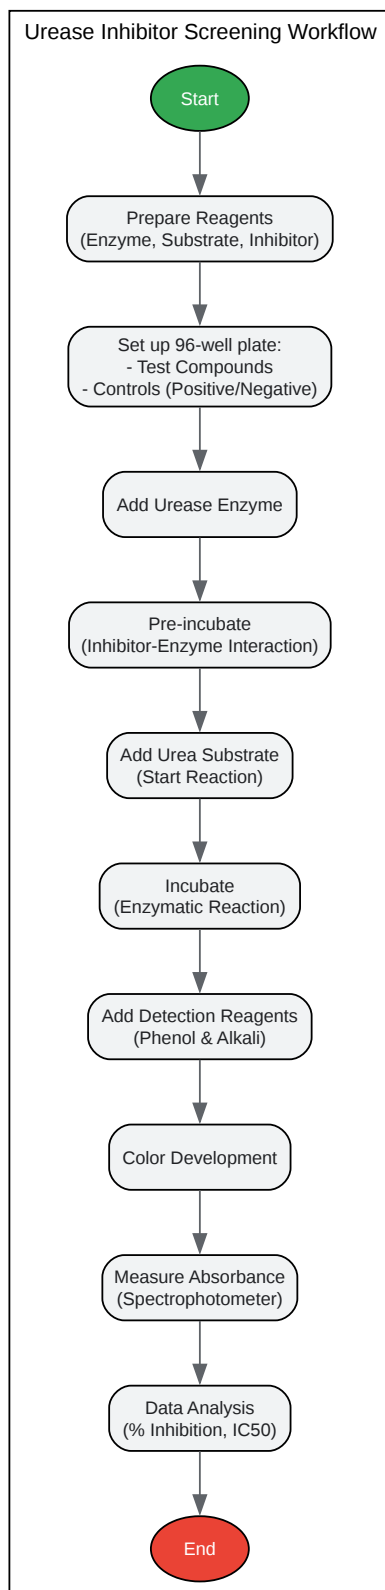 Urease Inhibitor Screening Workflow
Start
Prepare Reagents
(Enzyme, Substrate, Inhibitor)
Set up 96-well plate:
- Test Compounds
- Controls (Positive/Negative)
Add Urease Enzyme
Pre-incubate
(Inhibitor-Enzyme Interaction)
Add Urea Substrate
(Start Reaction)
Incubate
(Enzymatic Reaction)
Add Detection Reagents
(Phenol & Alkali)
Color Development
Measure Absorbance
(Spectrophotometer)
Data Analysis
(% Inhibition, IC50)
End